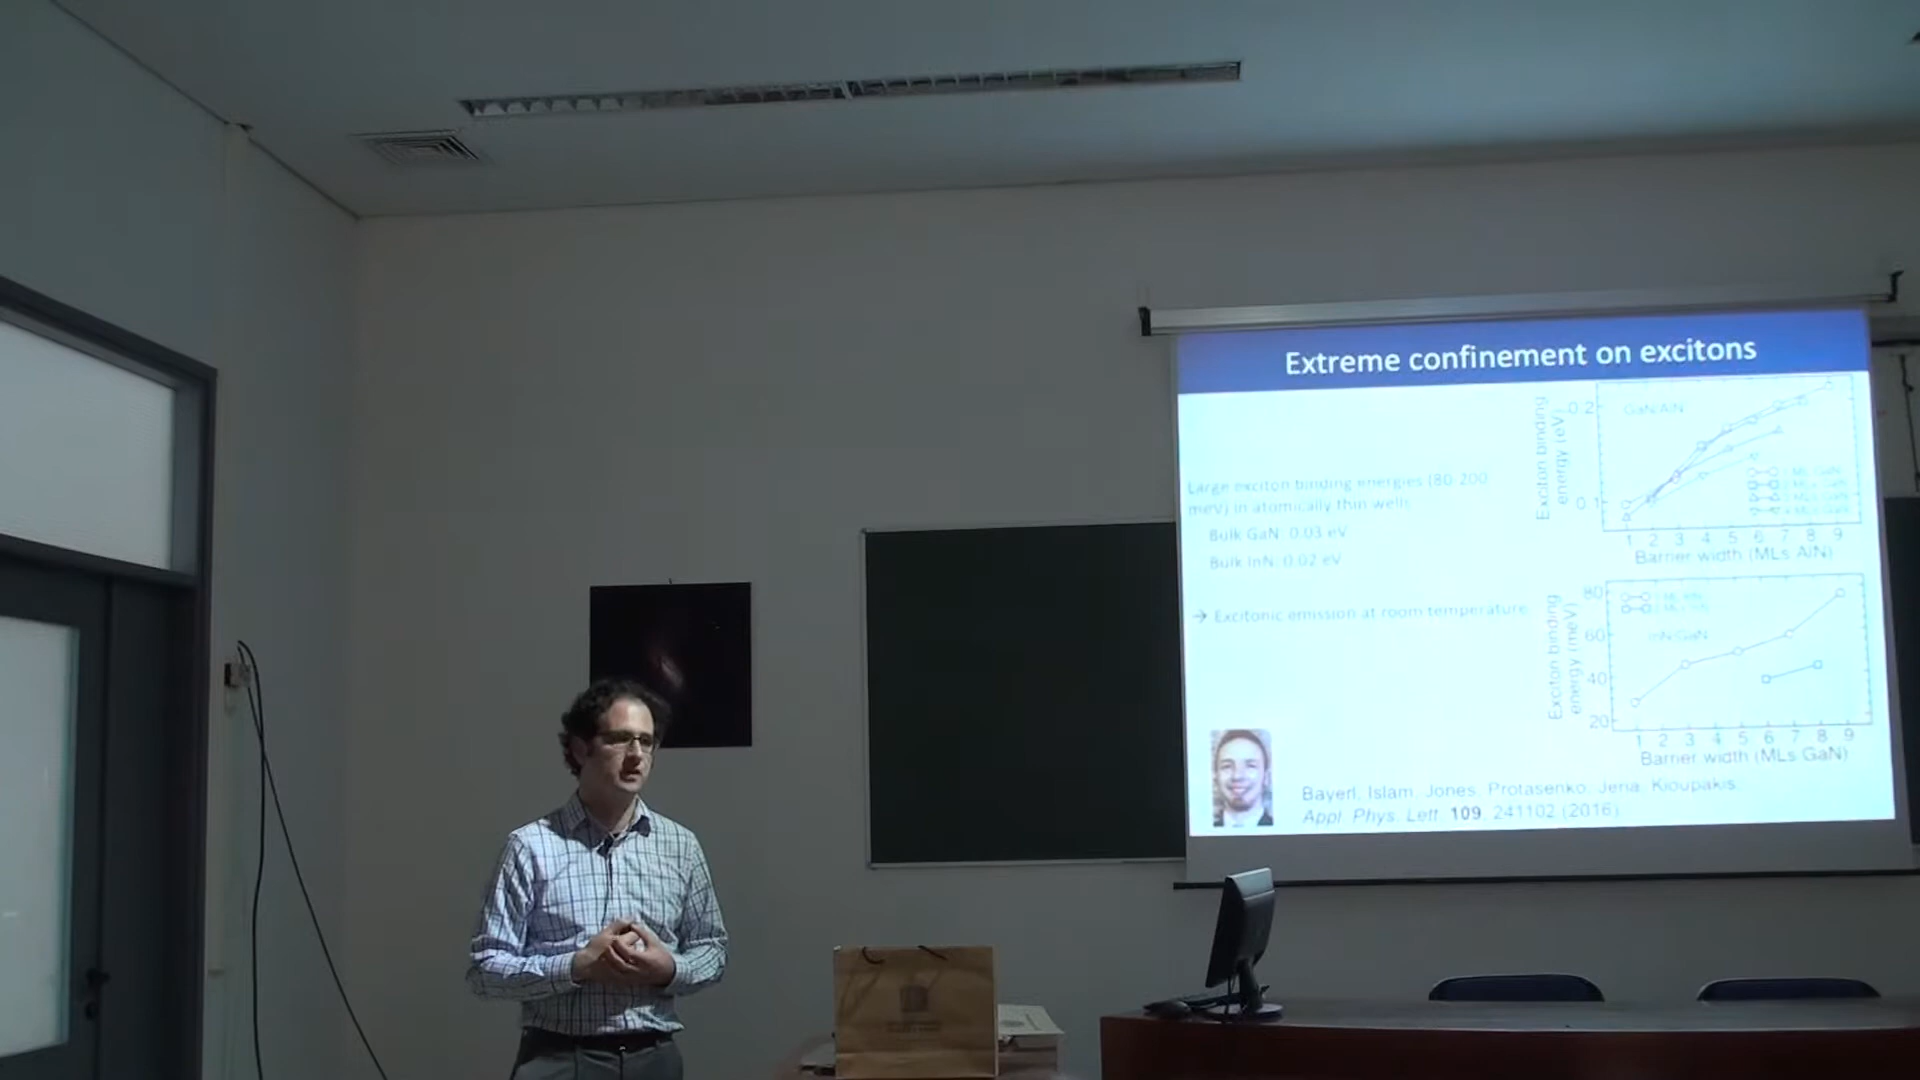 Extreme confinement on excitons
Large exciton binding energies (80-200
meV) in atomically thin wells
Bulk GaN: 0.03 eV
Bulk InN: 0.02 eV
→ Excitonic emission at room temperature
Exciton binding
energy (eV)
0.2
0.1
GaN/AlN
1 ML GaN
1 2 3 4 5 6 7 8 9
Barrier width (MLs AlN)
Exciton binding
energy (meV)
80
60
40
20
InN/GaN
1 2 3 4 5 6 7 8 9
Barrier width (MLs GaN)
Bayerl, Islam, Jones, Protasenko, Jena, Kioupakis,
Appl. Phys. Lett. 109, 241102 (2016)